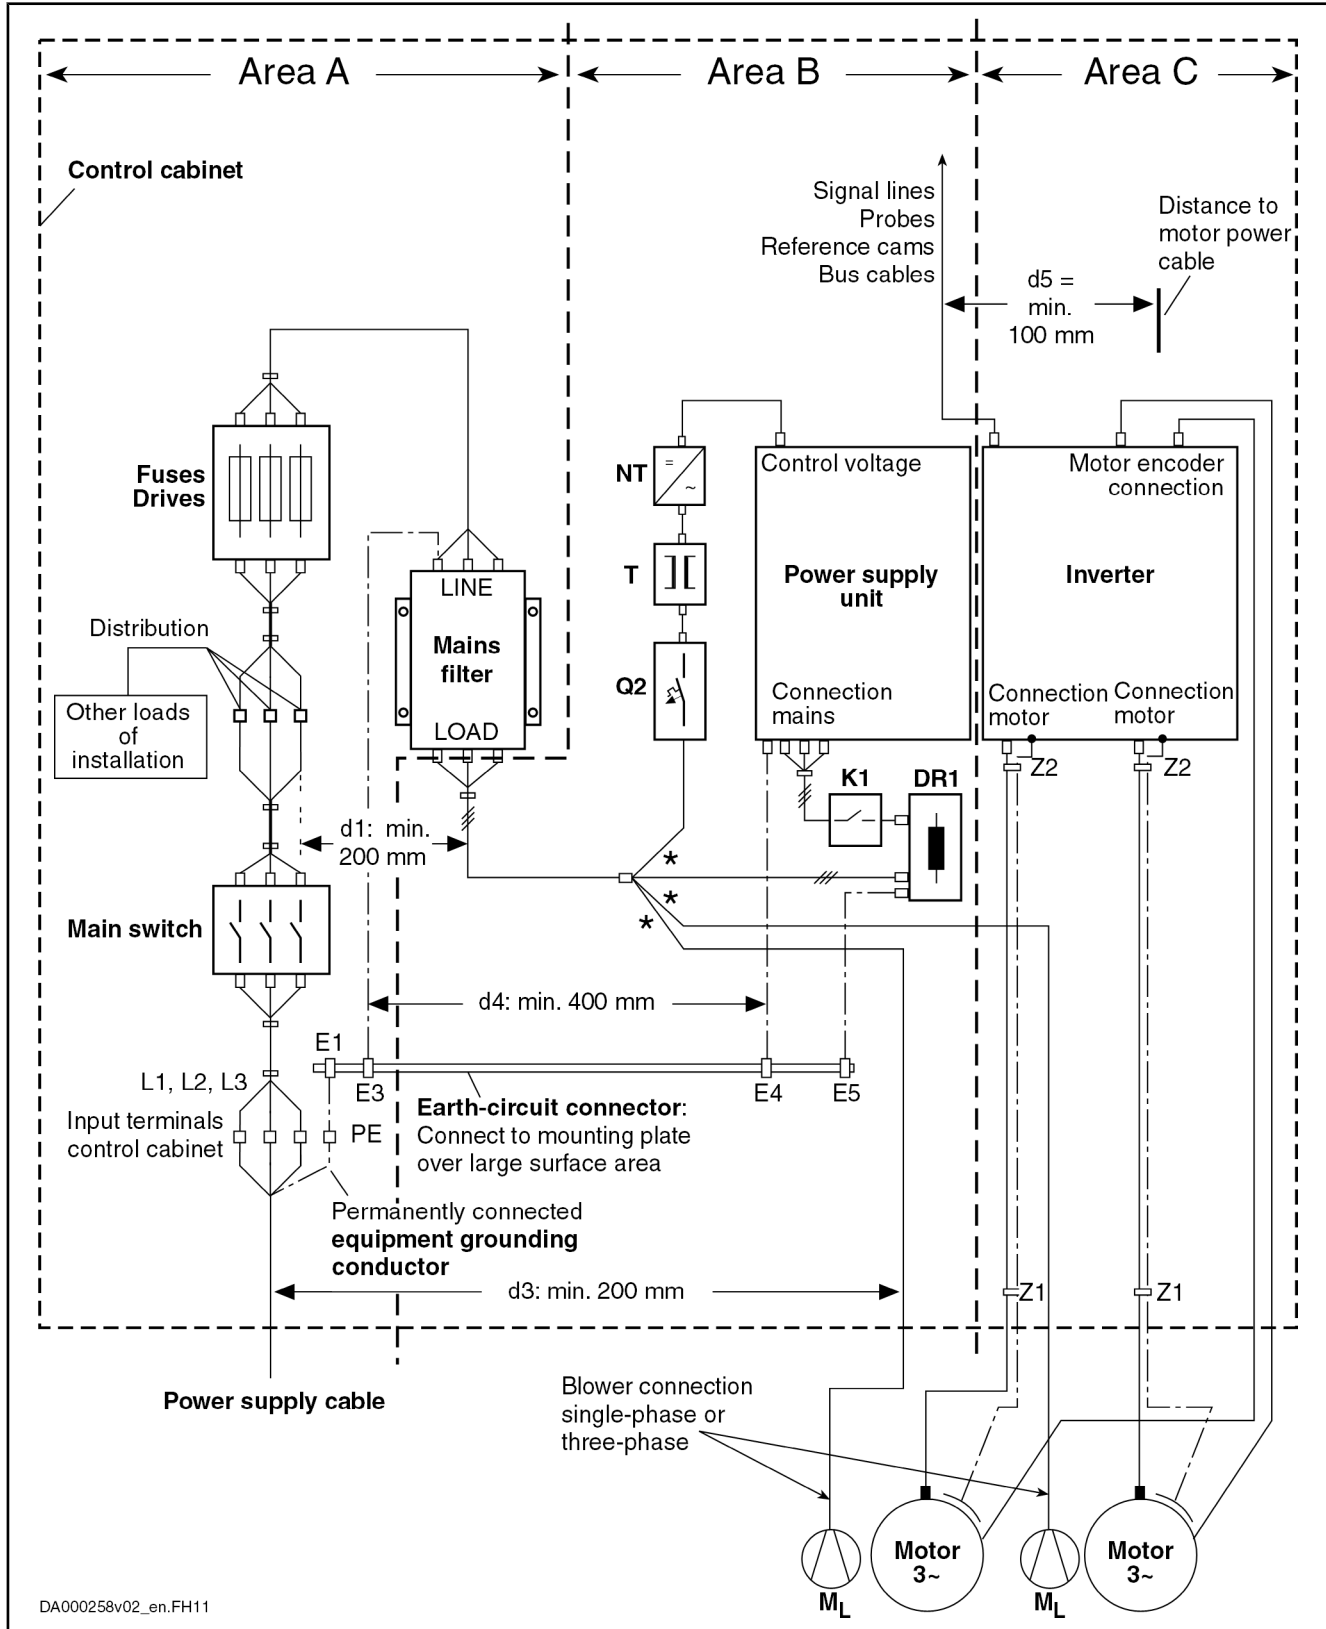 Area A
Area B
Area C
Control cabinet
Signal lines
Probes
Reference cams
Bus cables
Distance to
motor power
cable
d5 =
min.
100 mm
Fuses
Drives
NT
=
~
Control voltage
Motor encoder
connection
T
Power supply
unit
Inverter
LINE
Mains
filter
LOAD
Distribution
Other loads
of
installation
Q2
Connection
mains
Connection
motor
Connection
motor
Z2
Z2
K1
DR1
d1: min.
200 mm
*
*
*
Main switch
d4: min. 400 mm
E1
E3
E4
E5
L1, L2, L3
Input terminals
control cabinet
PE
Earth-circuit connector:
Connect to mounting plate
over large surface area
Permanently connected
equipment grounding
conductor
d3: min. 200 mm
Z1
Z1
Power supply cable
Blower connection
single-phase or
three-phase
Motor
3~
Motor
3~
ML
ML
DA000258v02_en.FH11